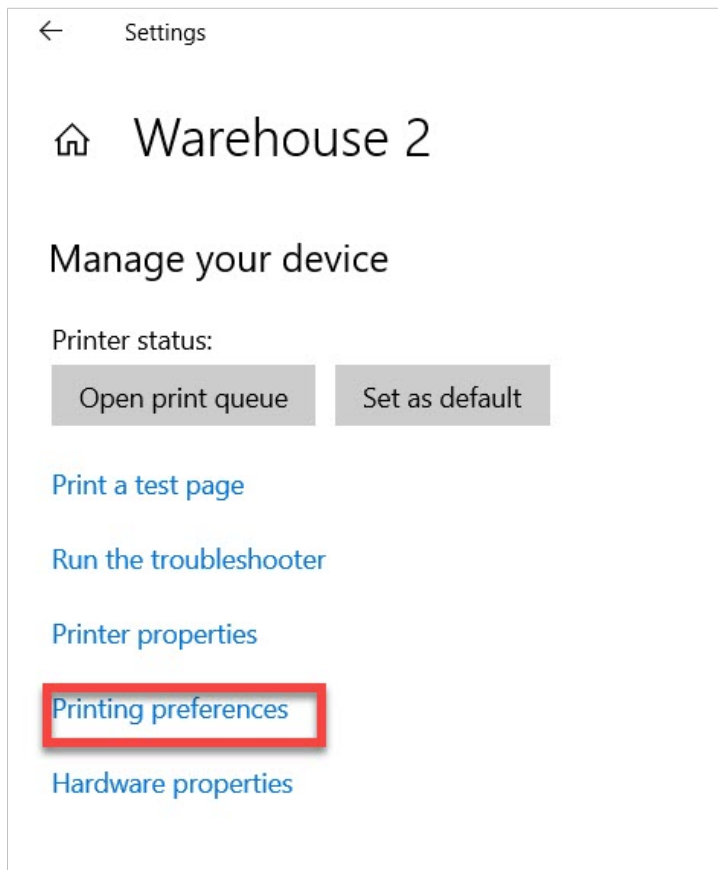 Settings
Warehouse 2
Manage your device
Printer status:
Open print queue Set as default
Print a test page
Run the troubleshooter
Printer properties
Printing preferences
Hardware properties